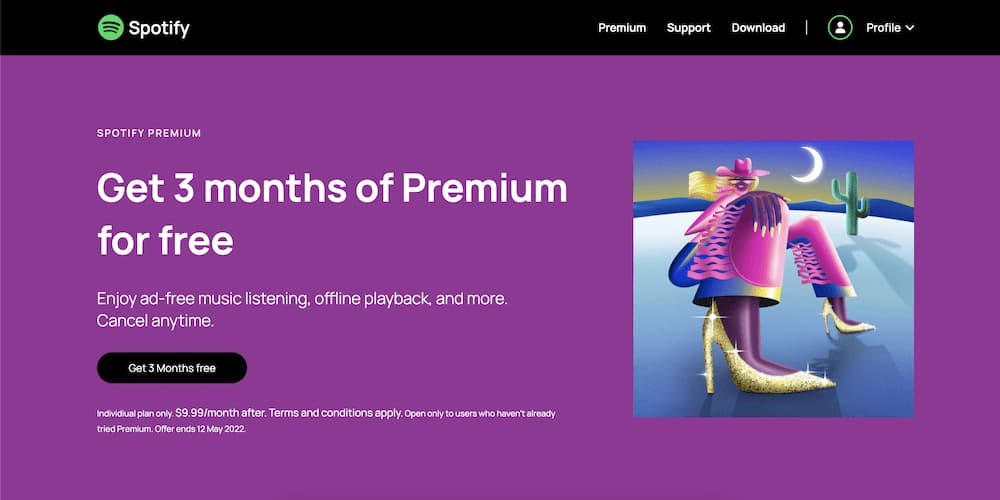 Spotify
Premium
Support
Download
Profile
SPOTIFY PREMIUM
Get 3 months of Premium
for free
Enjoy ad-free music listening, offline playback, and more.
Cancel anytime.
Get 3 Months free
Individiual plan only. $9.99/month after. Terms and conditions apply. Open only to users who haven't already
tried Premium. Offer ends 12 May 2022.